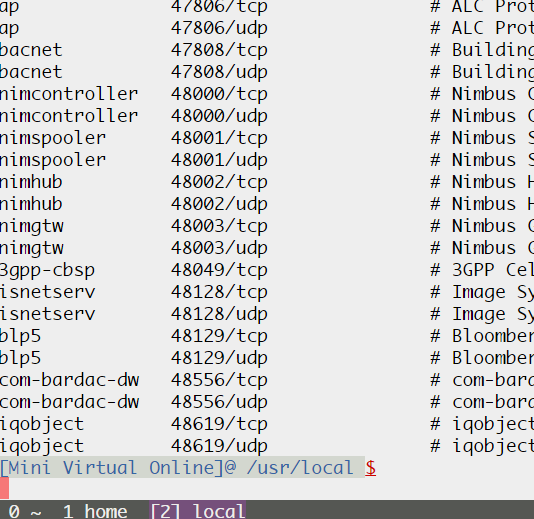 ap 47806/tcp # ALC Prot
ap 47806/udp # ALC Prot
bacnet 47808/tcp # Building
bacnet 47808/udp # Building
nimcontroller 48000/tcp # Nimbus C
nimcontroller 48000/udp # Nimbus C
nimspooler 48001/tcp # Nimbus S
nimspooler 48001/udp # Nimbus S
nimhub 48002/tcp # Nimbus H
nimhub 48002/udp # Nimbus H
nimgtw 48003/tcp # Nimbus G
nimgtw 48003/udp # Nimbus G
3gpp-cbsp 48049/tcp # 3GPP Cel
isnetserv 48128/tcp # Image Sy
isnetserv 48128/udp # Image Sy
blp5 48129/tcp # Bloomber
blp5 48129/udp # Bloomber
com-bardac-dw 48556/tcp # com-bard
com-bardac-dw 48556/udp # com-bard
iqobject 48619/tcp # iqobject
iqobject 48619/udp # iqobject
[Mini Virtual Online]@ /usr/local $
0 ~ 1 home [2] local